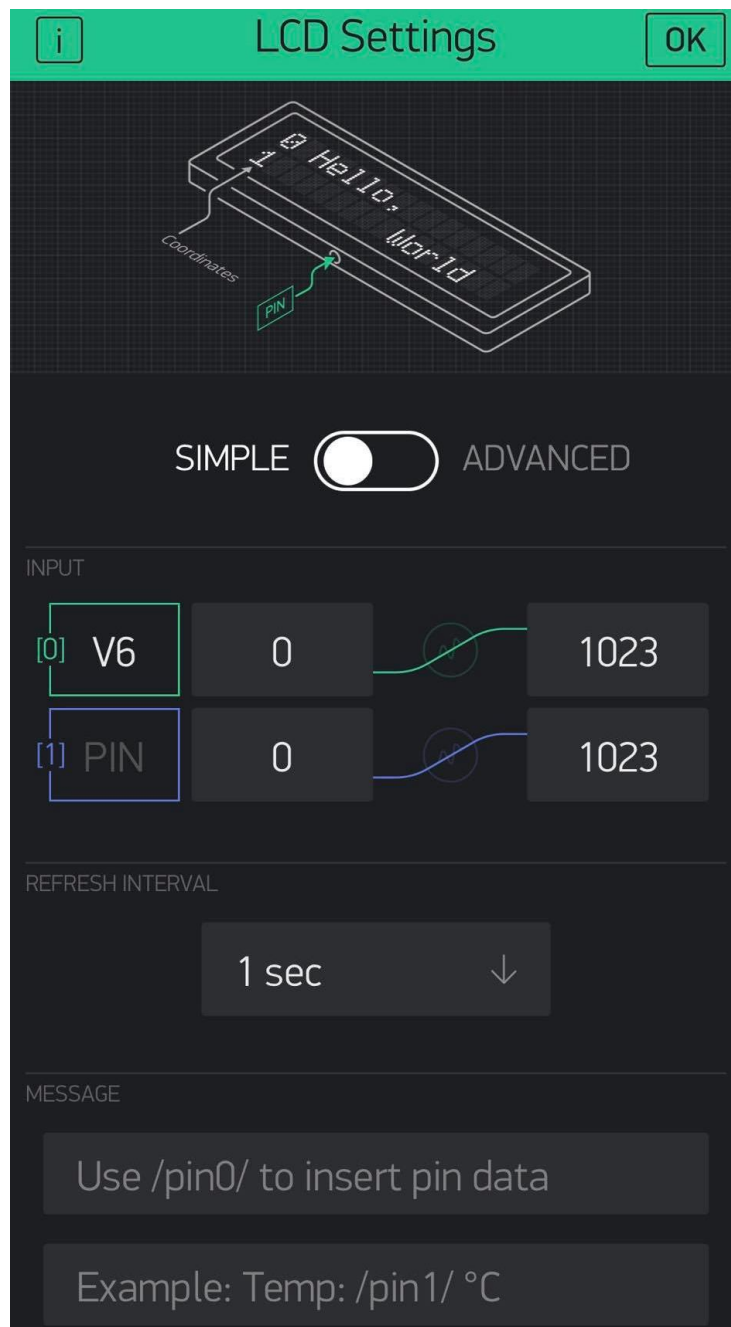 i
LCD Settings
OK
0 Hello,
1
World
Coordinates
PIN
SIMPLE
ADVANCED
INPUT
[0] V6 0 1023
[1] PIN 0 1023
REFRESH INTERVAL
1 sec
MESSAGE
Use /pin0/ to insert pin data
Example: Temp: /pin1/ °C